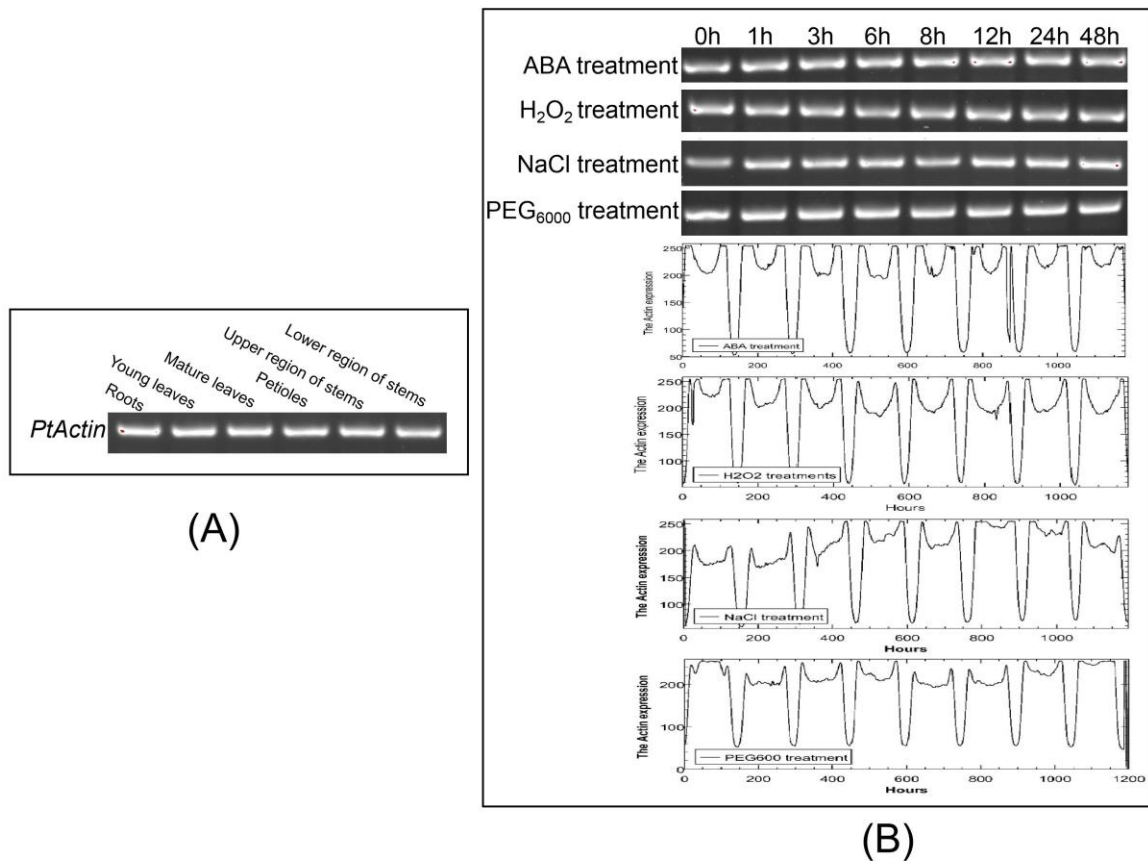 Roots
Young leaves
Mature leaves
Petioles
Upper region of stems
Lower region of stems
PtActin
(A)
0h 1h 3h 6h 8h 12h 24h 48h
ABA treatment
H₂O₂ treatment
NaCl treatment
PEG₆₀₀₀ treatment
The Actin expression
250
200
150
100
50
ABA treatment
0 200 400 600 800 1000
The Actin expression
250
200
150
100
H2O2 treatments
0 200 400 600 800 1000
Hours
The Actin expression
250
200
150
100
NaCl treatment
0 200 400 600 800 1000
Hours
The Actin expression
200
100
0
PEG600 treatment
0 200 400 600 800 1000 1200
Hours
(B)